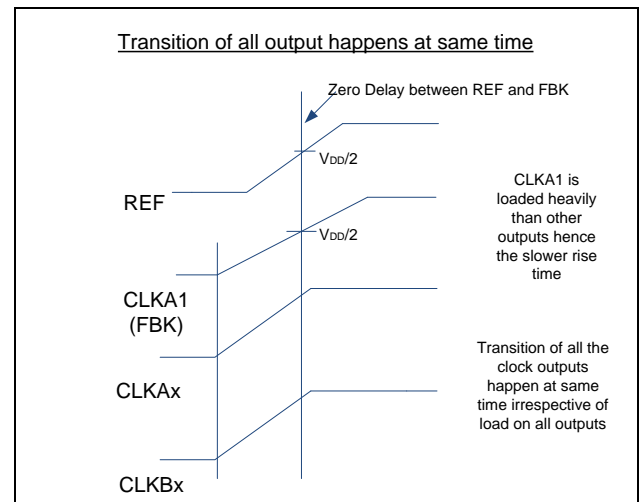 Transition of all output happens at same time
Zero Delay between REF and FBK
VDD/2
REF
CLKA1 is
loaded heavily
than other
outputs hence
the slower rise
time
VDD/2
CLKA1
(FBK)
CLKAx
Transition of all the
clock outputs
happen at same
time irrespective of
load on all outputs
CLKBx